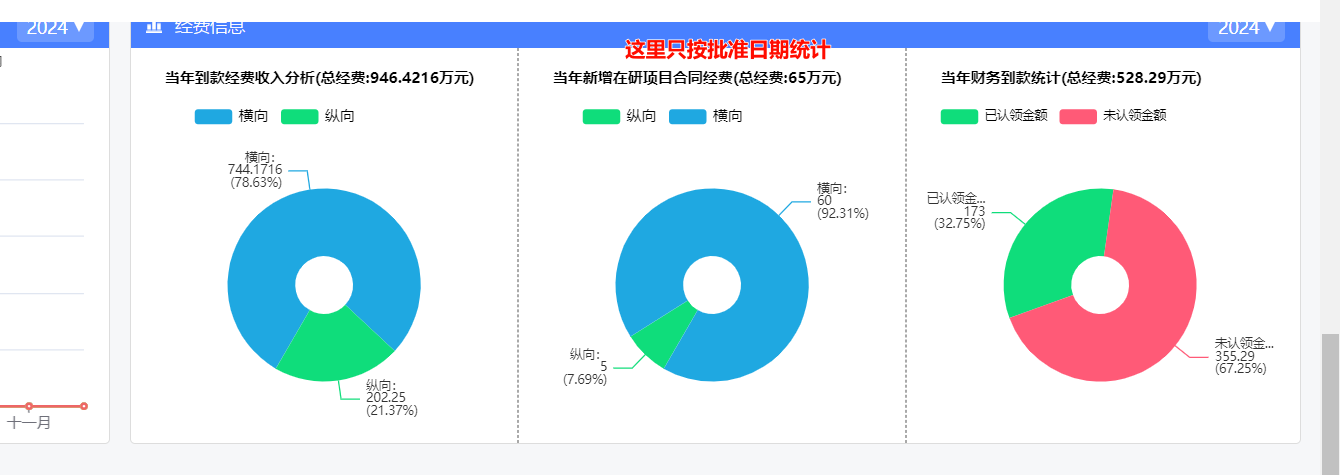 2024▼
经费信息
2024▼
这里只按批准日期统计
当年到款经费收入分析(总经费:946.4216万元)
横向
纵向
横向:
744.1716
(78.63%)
纵向:
202.25
(21.37%)
当年新增在研项目合同经费(总经费:65万元)
纵向
横向
横向:
60
(92.31%)
纵向:
5
(7.69%)
当年财务到款统计(总经费:528.29万元)
已认领金额
未认领金额
已认领金...
173
(32.75%)
未认领金...
355.29
(67.25%)
十一月